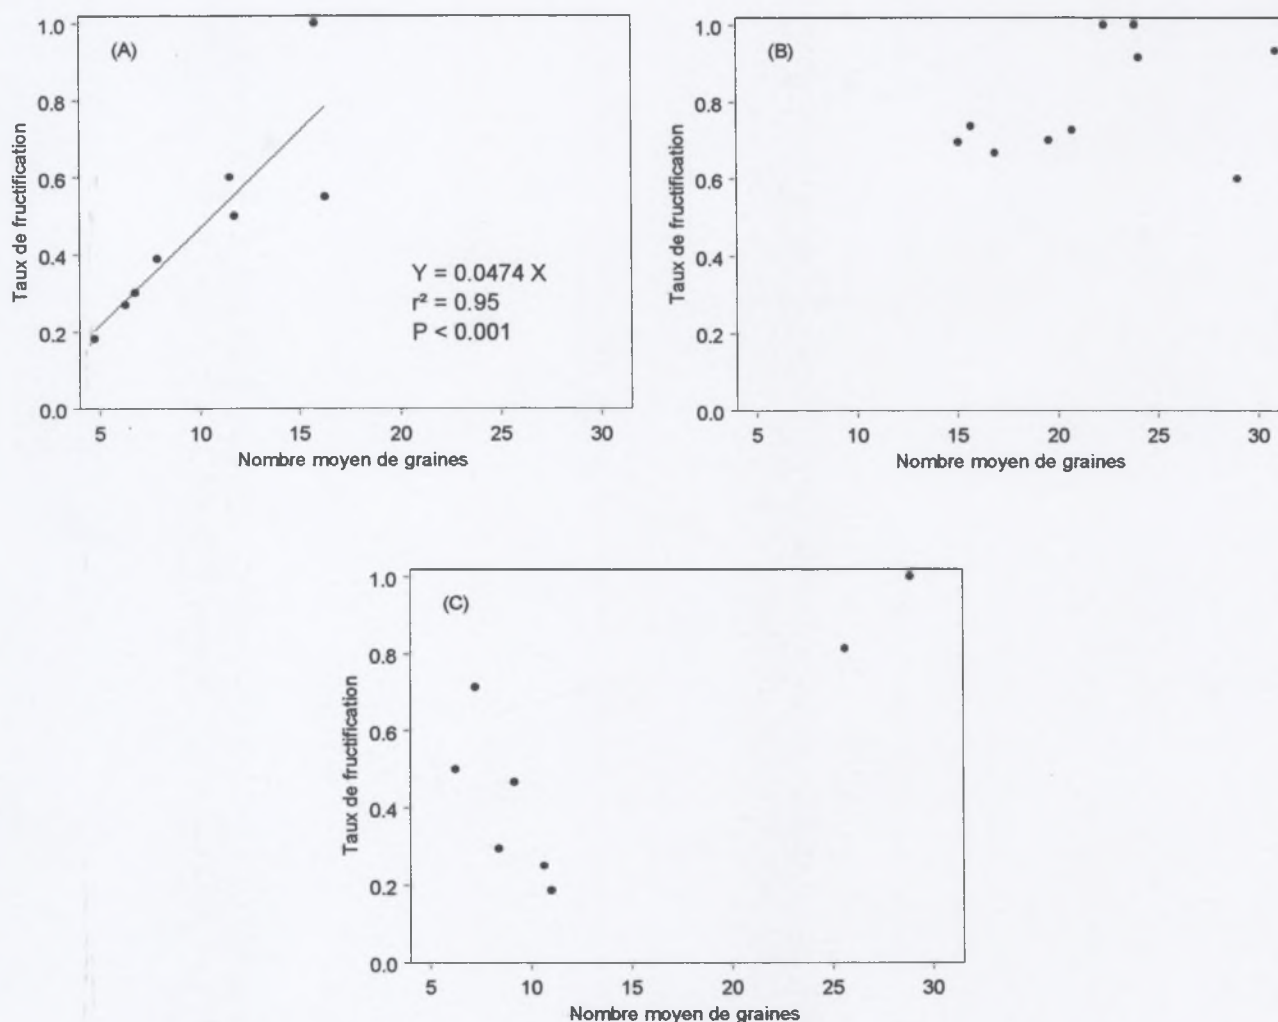 (A)
1.0
0.8
0.6
0.4
0.2
0.0
Taux de fructification
Y = 0.0474 X
r² = 0.95
P < 0.001
5 10 15 20 25 30
Nombre moyen de graines
(B)
1.0
0.8
0.6
0.4
0.2
0.0
Taux de fructification
5 10 15 20 25 30
Nombre moyen de graines
(C)
1.0
0.8
0.6
0.4
0.2
0.0
Taux de fructification
5 10 15 20 25 30
Nombre moyen de graines